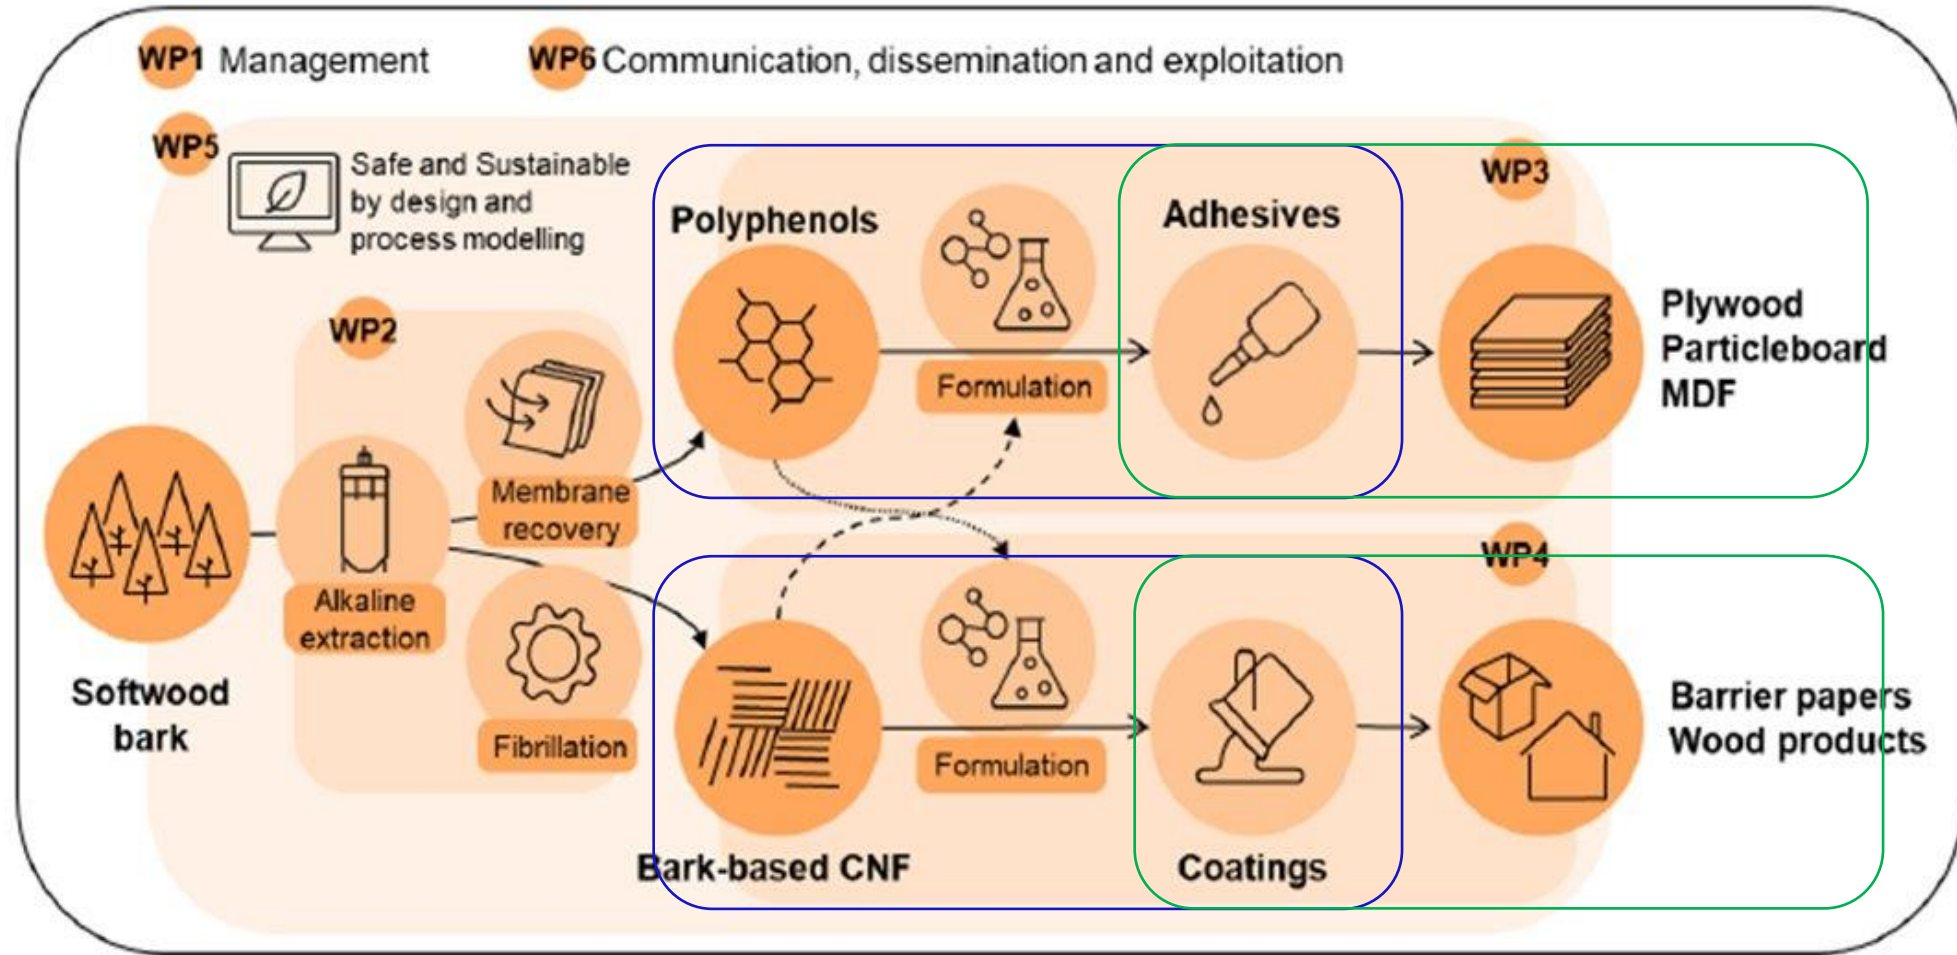 WP1 Management
WP6 Communication, dissemination and exploitation
WP5
Safe and Sustainable
by design and
process modelling
WP2
Softwood
bark
Alkaline
extraction
Membrane
recovery
Fibrillation
WP3
Polyphenols
Formulation
Adhesives
Plywood
Particleboard
MDF
WP4
Bark-based CNF
Formulation
Coatings
Barrier papers
Wood products